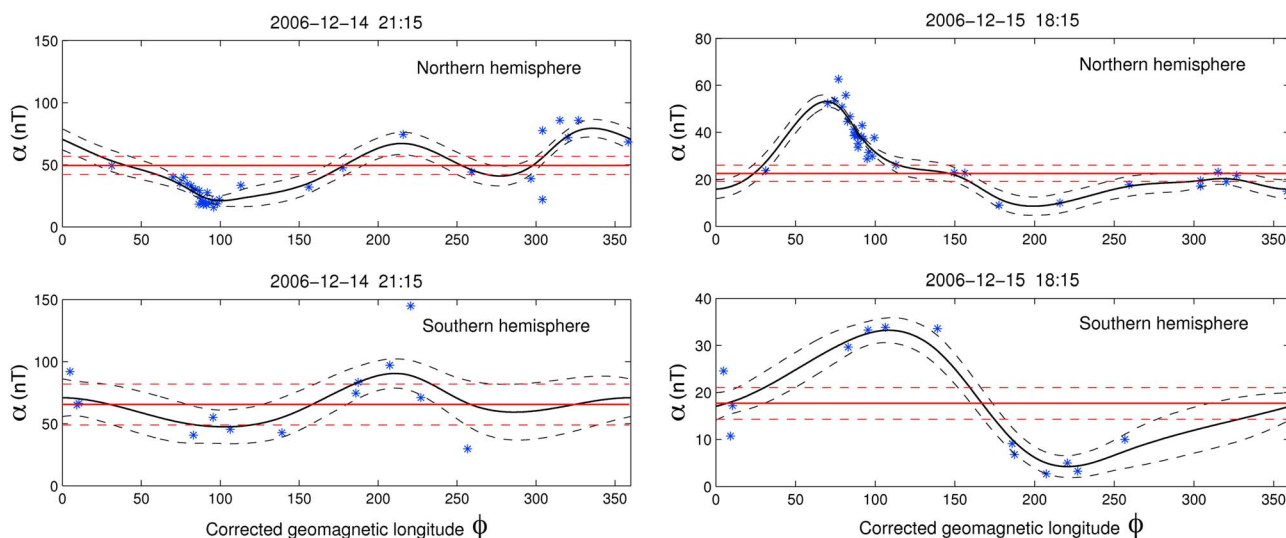 2006-12-14 21:15
Northern hemisphere
α (nT)
150
100
50
0
0 50 100 150 200 250 300 350
2006-12-15 18:15
Northern hemisphere
α (nT)
80
60
40
20
0
0 50 100 150 200 250 300 350
2006-12-14 21:15
Southern hemisphere
α (nT)
150
100
50
0
0 50 100 150 200 250 300 350
Corrected geomagnetic longitude ϕ
2006-12-15 18:15
Southern hemisphere
α (nT)
40
30
20
10
0
0 50 100 150 200 250 300 350
Corrected geomagnetic longitude ϕ